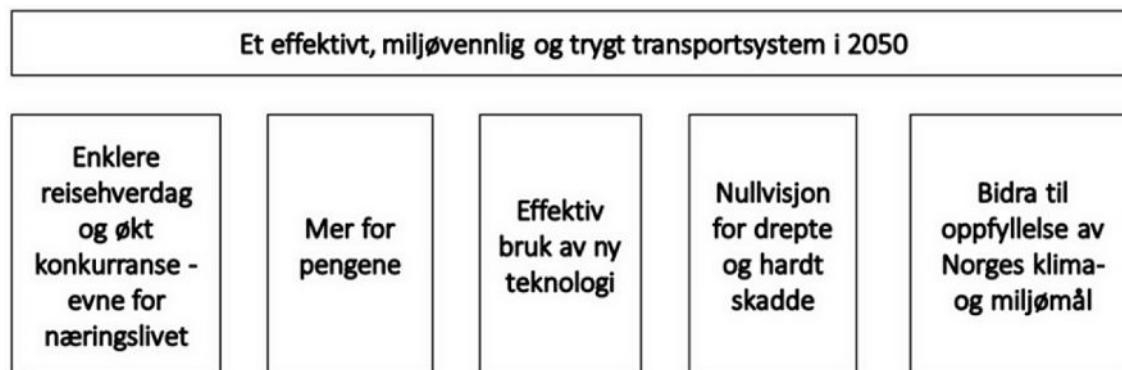 Et effektivt, miljøvennlig og trygt transportsystem i 2050
Enklere
reisehverdag
og økt
konkurranse -
evne for
næringslivet
Mer for
pengene
Effektiv
bruk av ny
teknologi
Nullvisjon
for drepte
og hardt
skadde
Bidra til
oppfyllelse av
Norges klima-
og miljømål